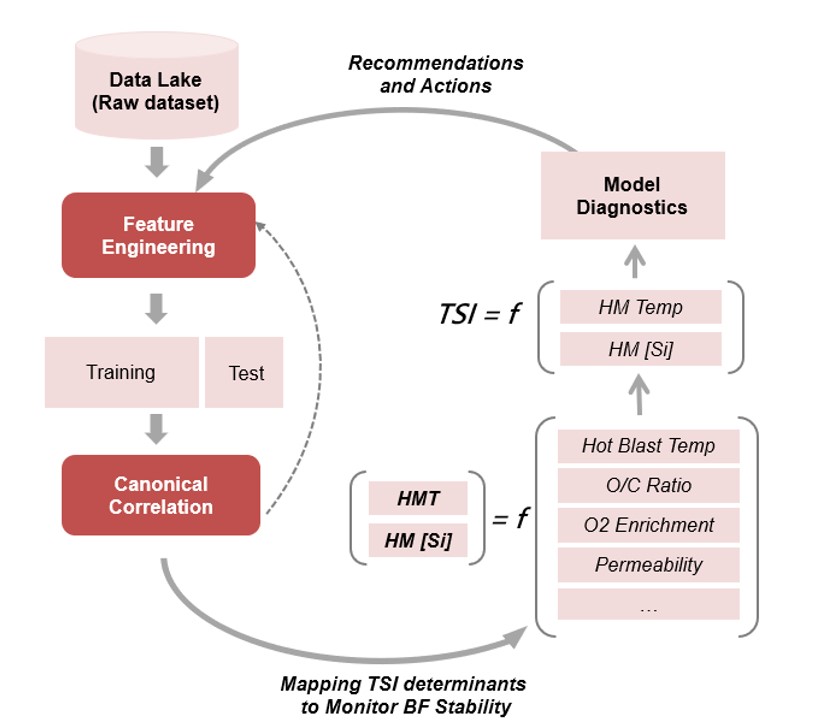 Data Lake
(Raw dataset)
Recommendations
and Actions
Feature
Engineering
Model
Diagnostics
TSI = f
HM Temp
HM [Si]
Training
Test
Canonical
Correlation
HMT
HM [Si]
= f
Hot Blast Temp
O/C Ratio
O2 Enrichment
Permeability
...
Mapping TSI determinants
to Monitor BF Stability